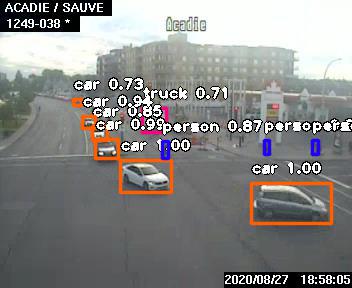 ACADIE / SAUVE
1249-038 *
Acadie
car 0.73
truck 0.71
car 0.94
car 0.85
car 0.99
person 0.87
car 1.00
car 1.00
2020/08/27 18:58:05